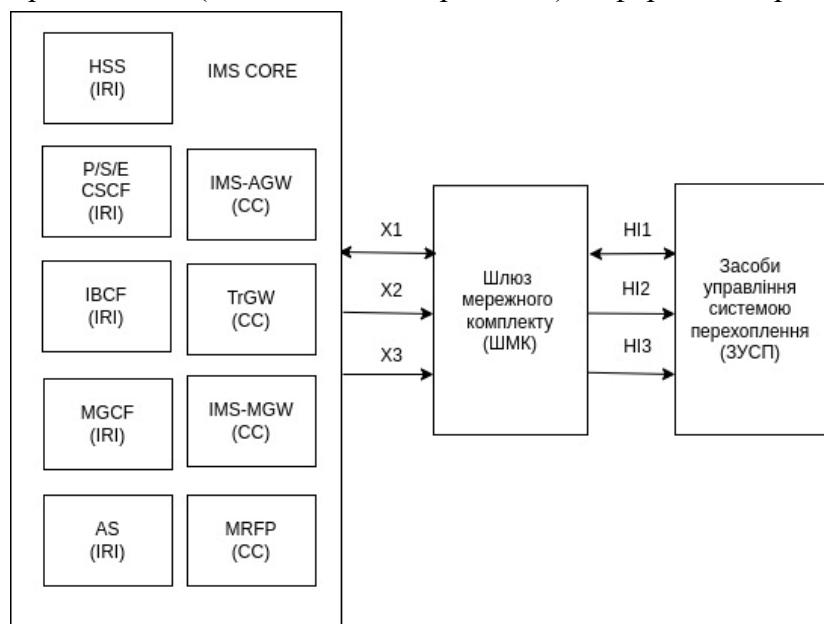 HSS
(IRI)
IMS CORE
P/S/E
CSCF
(IRI)
IMS-AGW
(CC)
IBCF
(IRI)
TrGW
(CC)
MGCF
(IRI)
IMS-MGW
(CC)
AS
(IRI)
MRFP
(CC)
X1
X2
X3
Шлюз
мережного
комплекту
(ШМК)
HI1
HI2
HI3
Засоби
управління
системою
перехоплення
(ЗУСП)